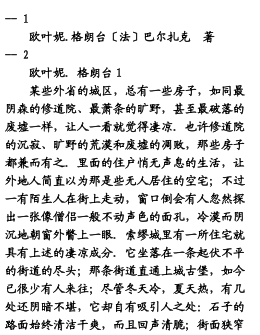 — 1
欧叶妮.格朗台〔法〕巴尔扎克 著
— 2
欧叶妮. 格朗台 1
某些外省的城区，总有一些房子，如同最
阴森的修道院、最萧条的旷野，甚至最破落的
废墟一样，让人一看就觉得凄凉．也许修道院
的沉寂、旷野的荒漠和废墟的凋败，那些房子
都兼而有之．里面的住户悄无声息的生活，让
外地人简直以为那是些无人居住的空宅；不过
一有陌生人在街上走动，窗口倒会有人忽然探
出一张像僧侣一般不动声色的面孔，冷漠而阴
沉地朝窗外瞥上一眼．索缪城里有一所住宅就
具有上述的凄凉成分．它坐落在一条起伏不平
的街道的尽头；那条街道直通上城古堡，如今
已很少有人来往；尽管冬天冷，夏天热，有几
处还阴暗不堪，它却自有吸引人之处：石子的
路面始终清洁干爽，而且回声清脆；街面狭窄